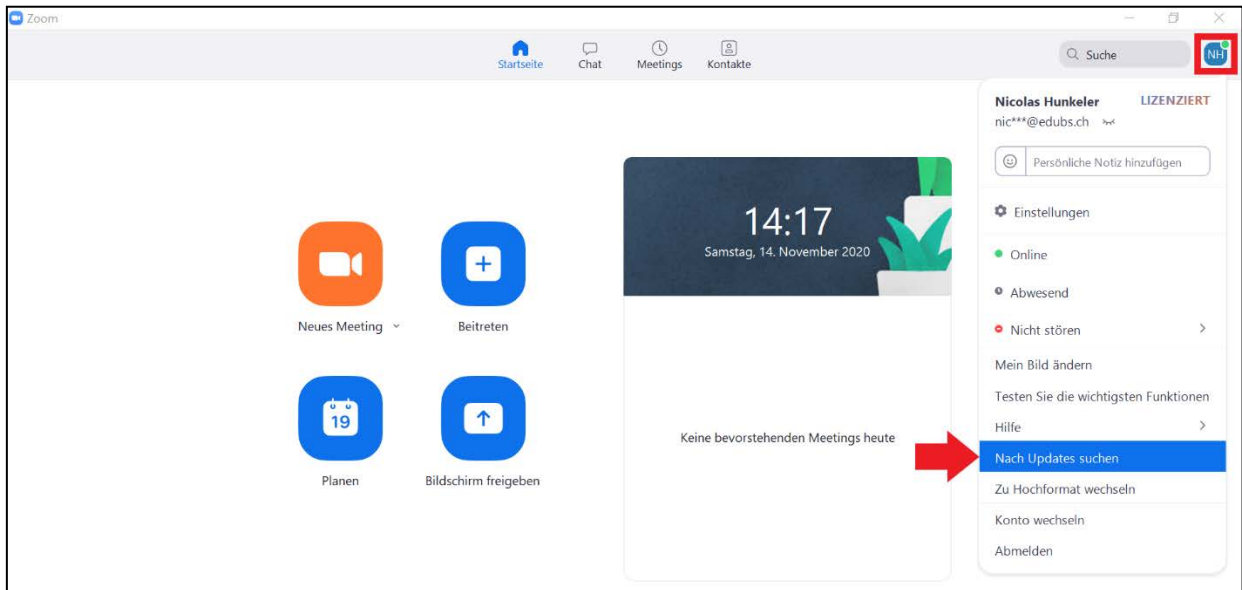 Zoom
Startseite
Chat
Meetings
Kontakte
Suche
NH
Nicolas Hunkeler
LIZENZIERT
nic***@edubs.ch
Persönliche Notiz hinzufügen
Einstellungen
Online
Abwesend
Nicht stören
Mein Bild ändern
Testen Sie die wichtigsten Funktionen
Hilfe
Nach Updates suchen
Zu Hochformat wechseln
Konto wechseln
Abmelden
Neues Meeting
Beitreten
19
Planen
Bildschirm freigeben
14:17
Samstag, 14. November 2020
Keine bevorstehenden Meetings heute